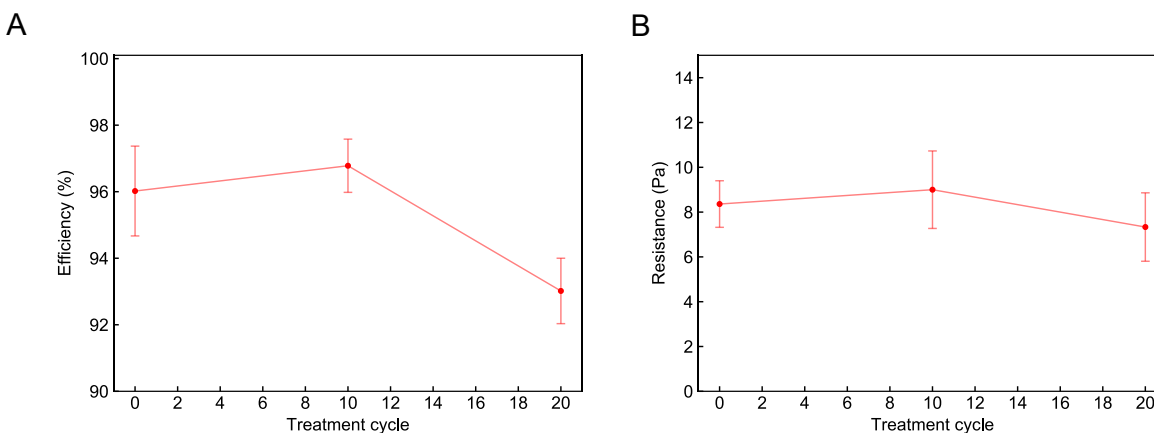 A
B
Efficiency (%)
100
98
96
94
92
90
0 2 4 6 8 10 12 14 16 18 20
Treatment cycle
Resistance (Pa)
14
12
10
8
6
4
2
0
0 2 4 6 8 10 12 14 16 18 20
Treatment cycle